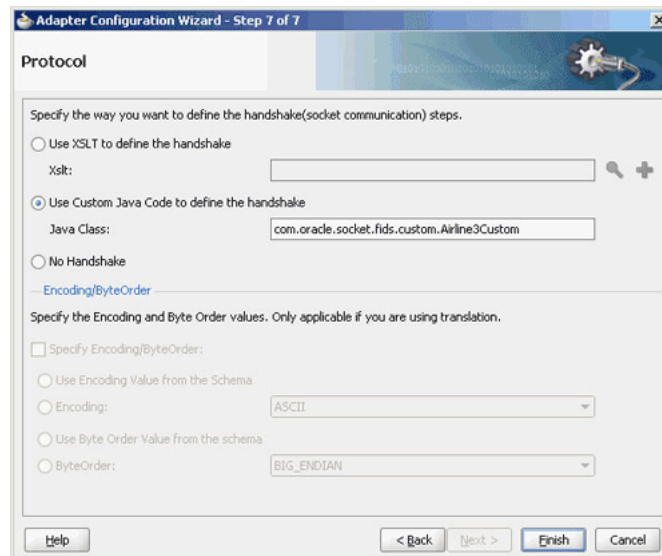 Adapter Configuration Wizard - Step 7 of 7
Protocol
Specify the way you want to define the handshake(socket communication) steps.
Use XSLT to define the handshake
Xslt:
Use Custom Java Code to define the handshake
Java Class: com.oracle.socket.fids.custom.Airline3Custom
No Handshake
Encoding/ByteOrder
Specify the Encoding and Byte Order values. Only applicable if you are using translation.
Specify Encoding/ByteOrder:
Use Encoding Value from the Schema
Encoding: ASCII
Use Byte Order Value from the schema
ByteOrder: BIG_ENDIAN
Help < Back Next > Finish Cancel